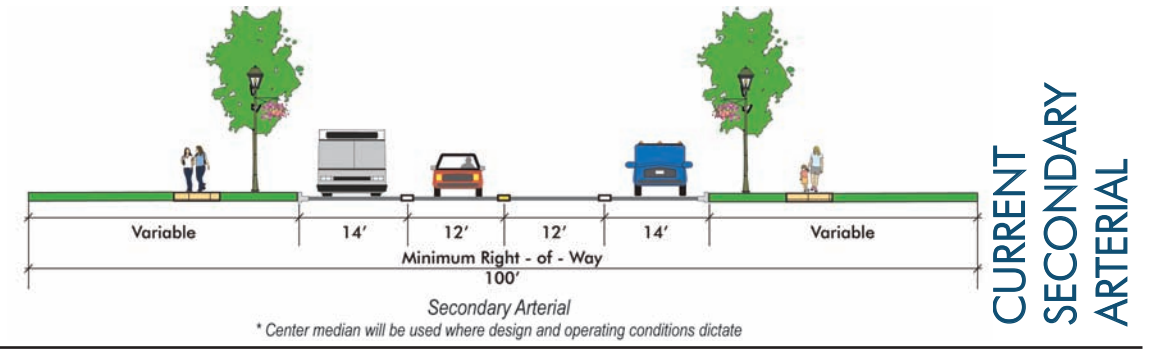 Variable 14’ 12’ 12’ 14’ Variable
Minimum Right - of - Way
100’
Secondary Arterial
* Center median will be used where design and operating conditions dictate
CURRENT
SECONDARY
ARTERIAL